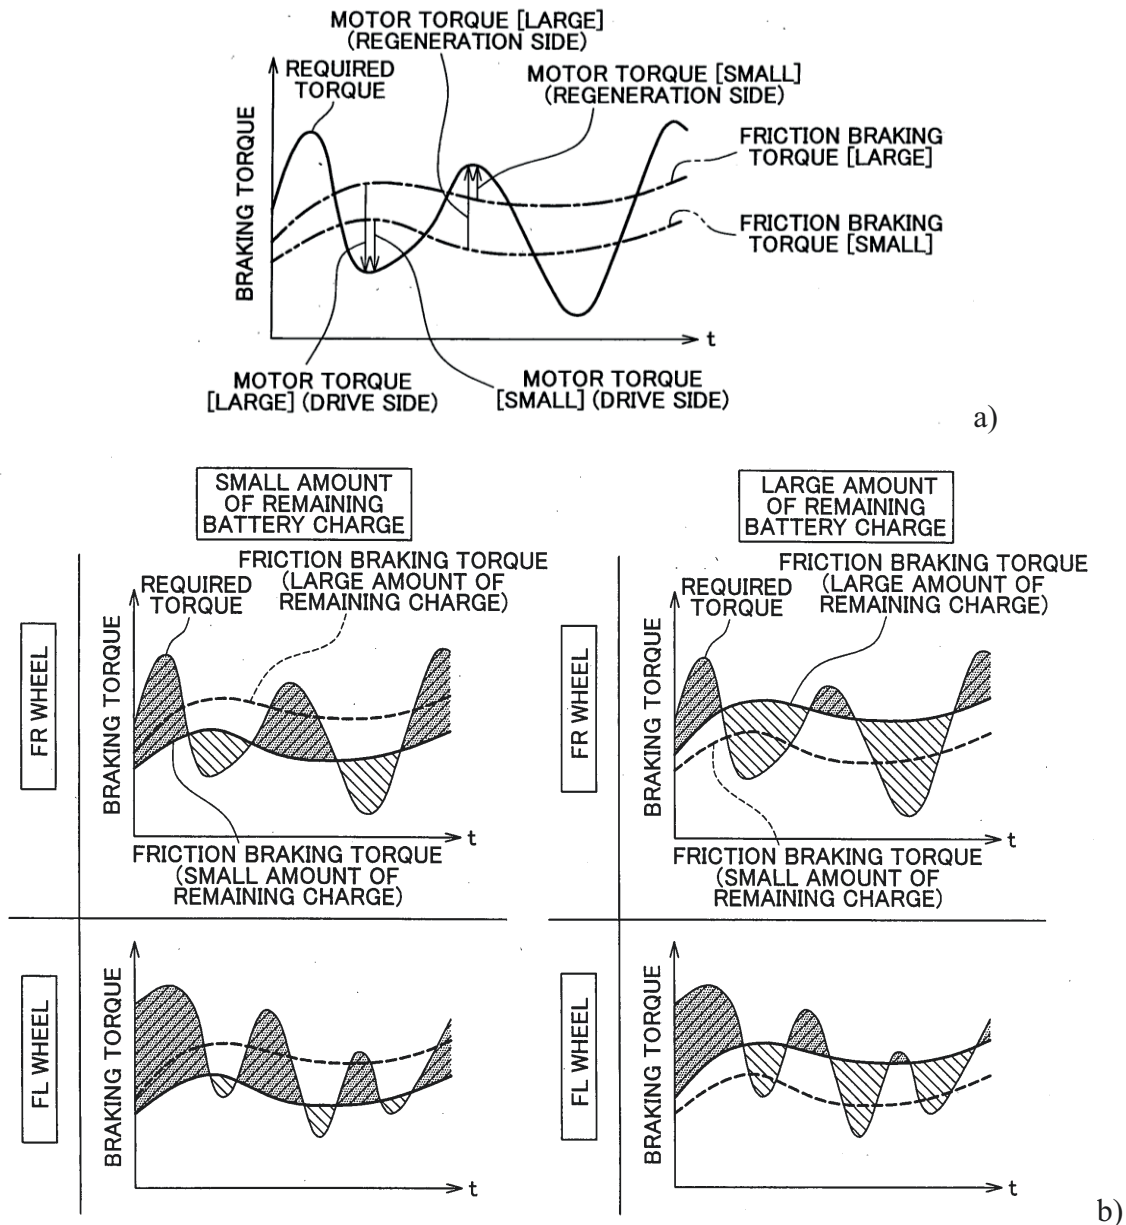 MOTOR TORQUE [LARGE]
(REGENERATION SIDE)
REQUIRED
TORQUE
MOTOR TORQUE [SMALL]
(REGENERATION SIDE)
FRICTION BRAKING
TORQUE [LARGE]
FRICTION BRAKING
TORQUE [SMALL]
BRAKING TORQUE
t
MOTOR TORQUE
[LARGE] (DRIVE SIDE)
MOTOR TORQUE
[SMALL] (DRIVE SIDE)
a)
SMALL AMOUNT
OF REMAINING
BATTERY CHARGE
LARGE AMOUNT
OF REMAINING
BATTERY CHARGE
FR WHEEL
BRAKING TORQUE
REQUIRED
TORQUE
FRICTION BRAKING TORQUE
(LARGE AMOUNT OF
REMAINING CHARGE)
t
FRICTION BRAKING TORQUE
(SMALL AMOUNT OF
REMAINING CHARGE)
FR WHEEL
BRAKING TORQUE
REQUIRED
TORQUE
FRICTION BRAKING TORQUE
(LARGE AMOUNT OF
REMAINING CHARGE)
t
FRICTION BRAKING TORQUE
(SMALL AMOUNT OF
REMAINING CHARGE)
FL WHEEL
BRAKING TORQUE
t
FL WHEEL
BRAKING TORQUE
t
b)